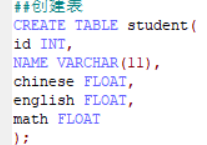 ##创建表
CREATE TABLE student(
id INT,
NAME VARCHAR(11),
chinese FLOAT,
english FLOAT,
math FLOAT
);